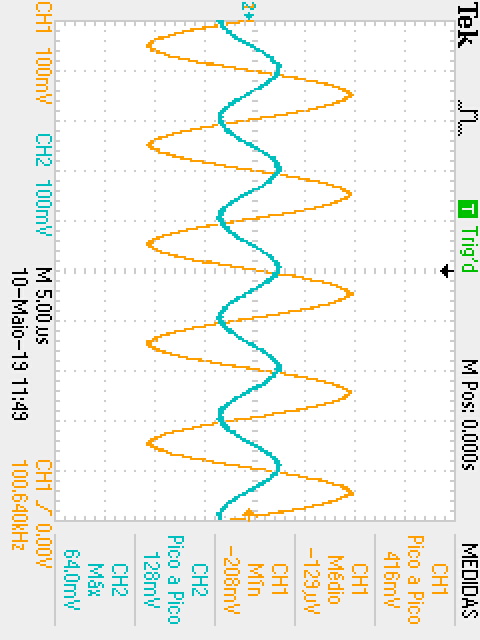 Tek
T Trig'd
M Pos: 0.000s
MEDIDAS
CH1
Pico a Pico
416mV
CH1
Médio
-129µV
CH1
Mín
-208mV
CH2
Pico a Pico
128mV
CH2
Máx
64.0mV
2
CH1 100mV
CH2 100mV
M 5.00us
CH1 / 0.00V
10-Maio-19 11:49
100.640kHz